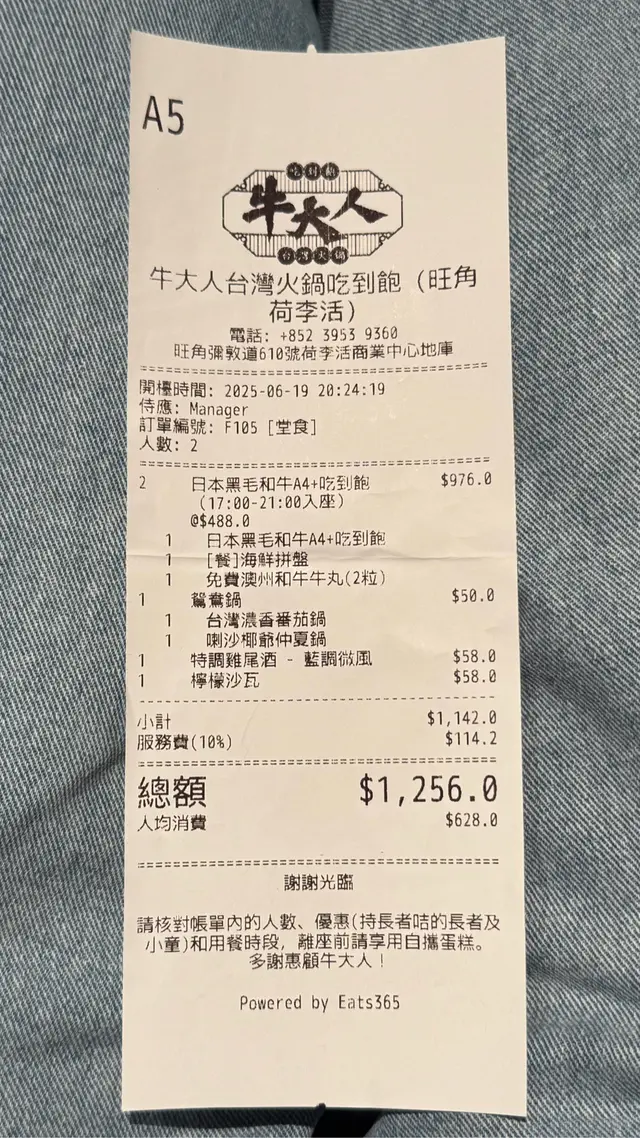 A5
吃到飽
牛大人
台灣火鍋
牛大人台灣火鍋吃到飽 (旺角
荷李活)
電話: +852 3953 9360
旺角彌敦道610號荷李活商業中心地庫
開檯時間: 2025-06-19 20:24:19
侍應: Manager
訂單編號: F105 [堂食]
人數: 2
2 日本黑毛和牛A4+吃到飽 $976.0
(17:00-21:00入座)
@$488.0
1 日本黑毛和牛A4+吃到飽
1 [餐]海鮮拼盤
1 免費澳州和牛牛丸(2粒)
1 鴛鴦鍋 $50.0
1 台灣濃香番茄鍋
1 喇沙椰爺仲夏鍋
1 特調雞尾酒 - 藍調微風 $58.0
1 檸檬沙瓦 $58.0
小計 $1,142.0
服務費(10%) $114.2
總額 $1,256.0
人均消費 $628.0
謝謝光臨
請核對帳單內的人數、優惠(持長者咭的長者及
小童)和用餐時段, 離座前請享用自攜蛋糕。
多謝惠顧牛大人!
Powered by Eats365